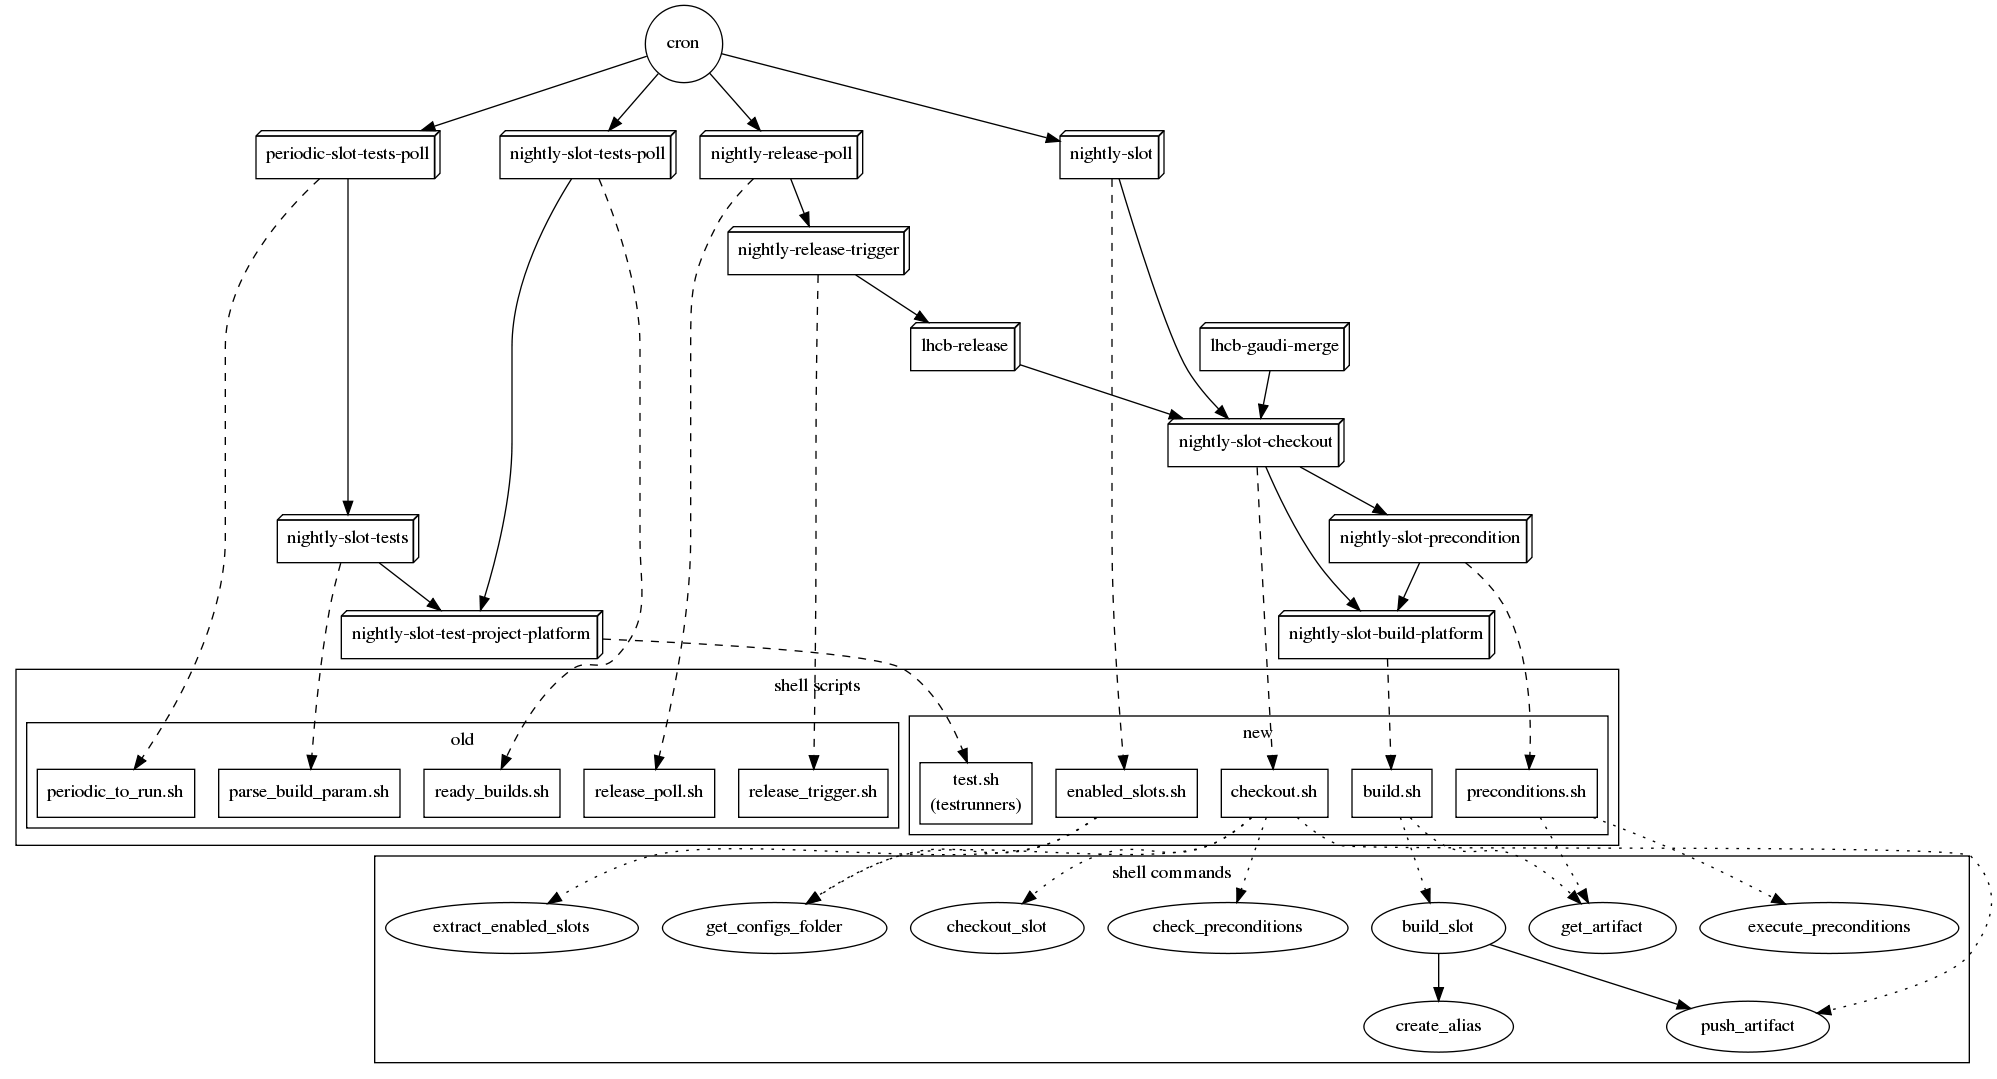 cron
periodic-slot-tests-poll
nightly-slot-tests-poll
nightly-release-poll
nightly-slot
nightly-release-trigger
lhcb-release
lhcb-gaudi-merge
nightly-slot-checkout
nightly-slot-tests
nightly-slot-precondition
nightly-slot-test-project-platform
nightly-slot-build-platform
shell scripts
old
new
periodic_to_run.sh
parse_build_param.sh
ready_builds.sh
release_poll.sh
release_trigger.sh
test.sh
(testrunners)
enabled_slots.sh
checkout.sh
build.sh
preconditions.sh
shell commands
extract_enabled_slots
get_configs_folder
checkout_slot
check_preconditions
build_slot
get_artifact
execute_preconditions
create_alias
push_artifact